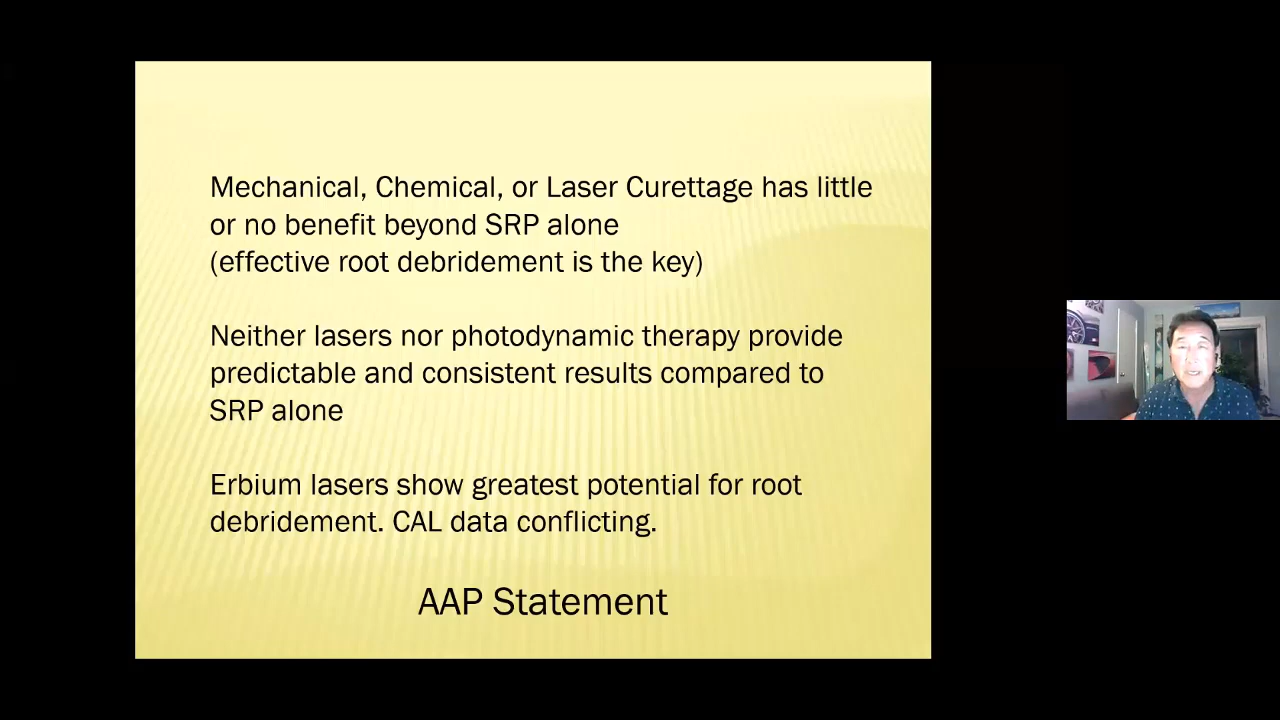 Mechanical, Chemical, or Laser Curettage has little
or no benefit beyond SRP alone
(effective root debridement is the key)
Neither lasers nor photodynamic therapy provide
predictable and consistent results compared to
SRP alone
Erbium lasers show greatest potential for root
debridement. CAL data conflicting.
AAP Statement